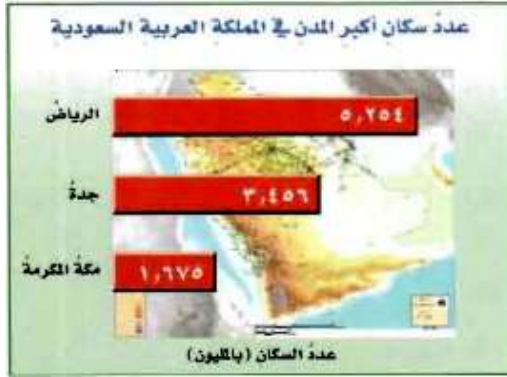 عدد سكان أكبر المدن في المملكة العربية السعودية
الرياض ٥,٢٥٤
جدة ٣,٤٥٦
مكة المكرمة ١,٦٧٥
عدد السكان (بالمليون)